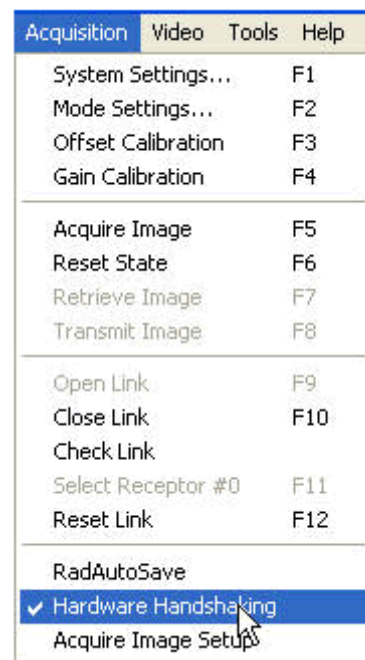 Acquisition Video Tools Help
System Settings... F1
Mode Settings... F2
Offset Calibration F3
Gain Calibration F4
Acquire Image F5
Reset State F6
Retrieve Image F7
Transmit Image F8
Open Link F9
Close Link F10
Check Link
Select Receptor #0 F11
Reset Link F12
RadAutoSave
Hardware Handshaking
Acquire Image Setup